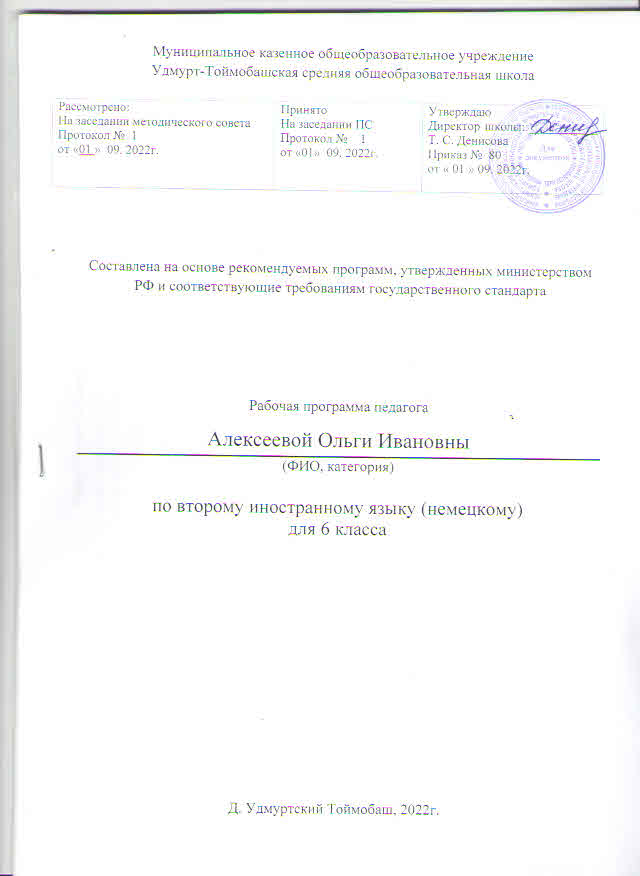 Муниципальное казенное общеобразовательное учреждение
Удмурт-Тоймобашская средняя общеобразовательная школа
Рассмотрено:
На заседании методического совета
Протокол № 1
от «01 » 09. 2022г.
Принято
На заседании ПС
Протокол № 1
от «01» 09. 2022г.
Утверждаю
Директор школы:
Т. С. Денисова
Приказ № 80
от « 01 » 09. 2022г.
Для
документов
Составлена на основе рекомендуемых программ, утвержденных министерством
РФ и соответствующие требованиям государственного стандарта
Рабочая программа педагога
Алексеевой Ольги Ивановны
(ФИО, категория)
по второму иностранному языку (немецкому)
для 6 класса
Д. Удмуртский Тоймобаш, 2022г.